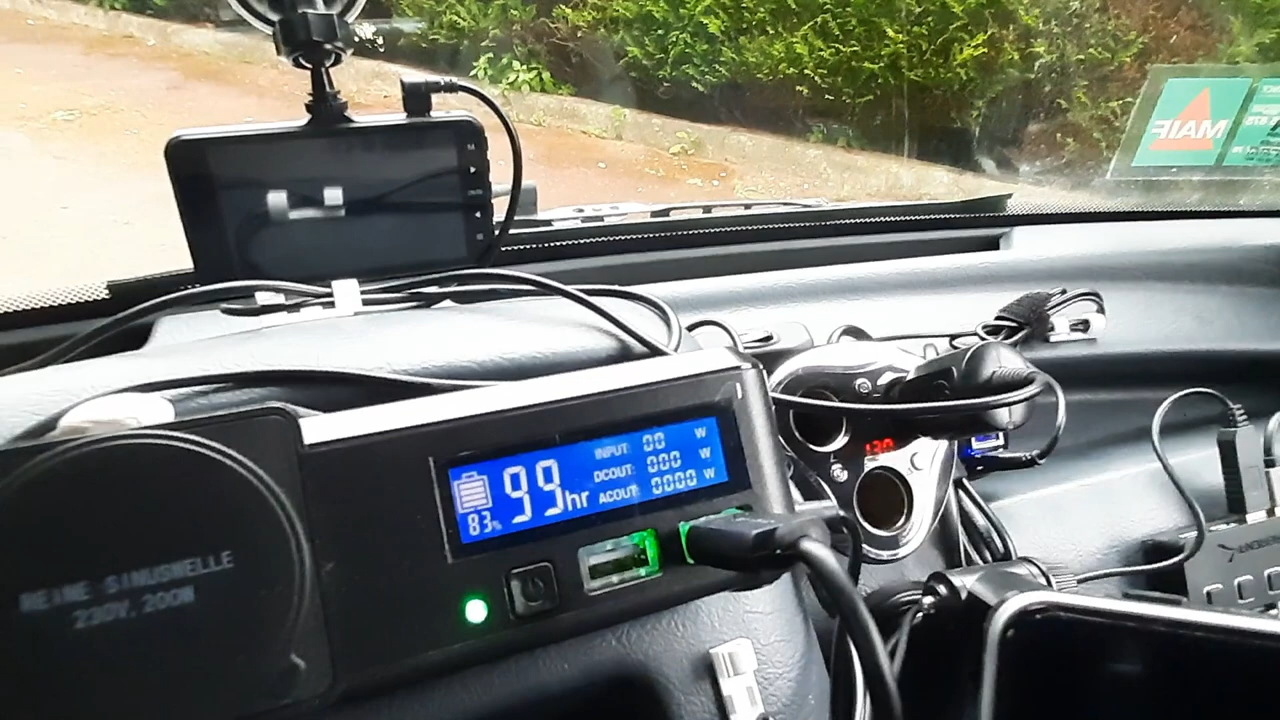 MAIF
M
INPUT: 00 W
DCOUT: 000 W
ACOUT: 0000 W
99hr
83%
REINE SINUSWELLE
230V, 200W